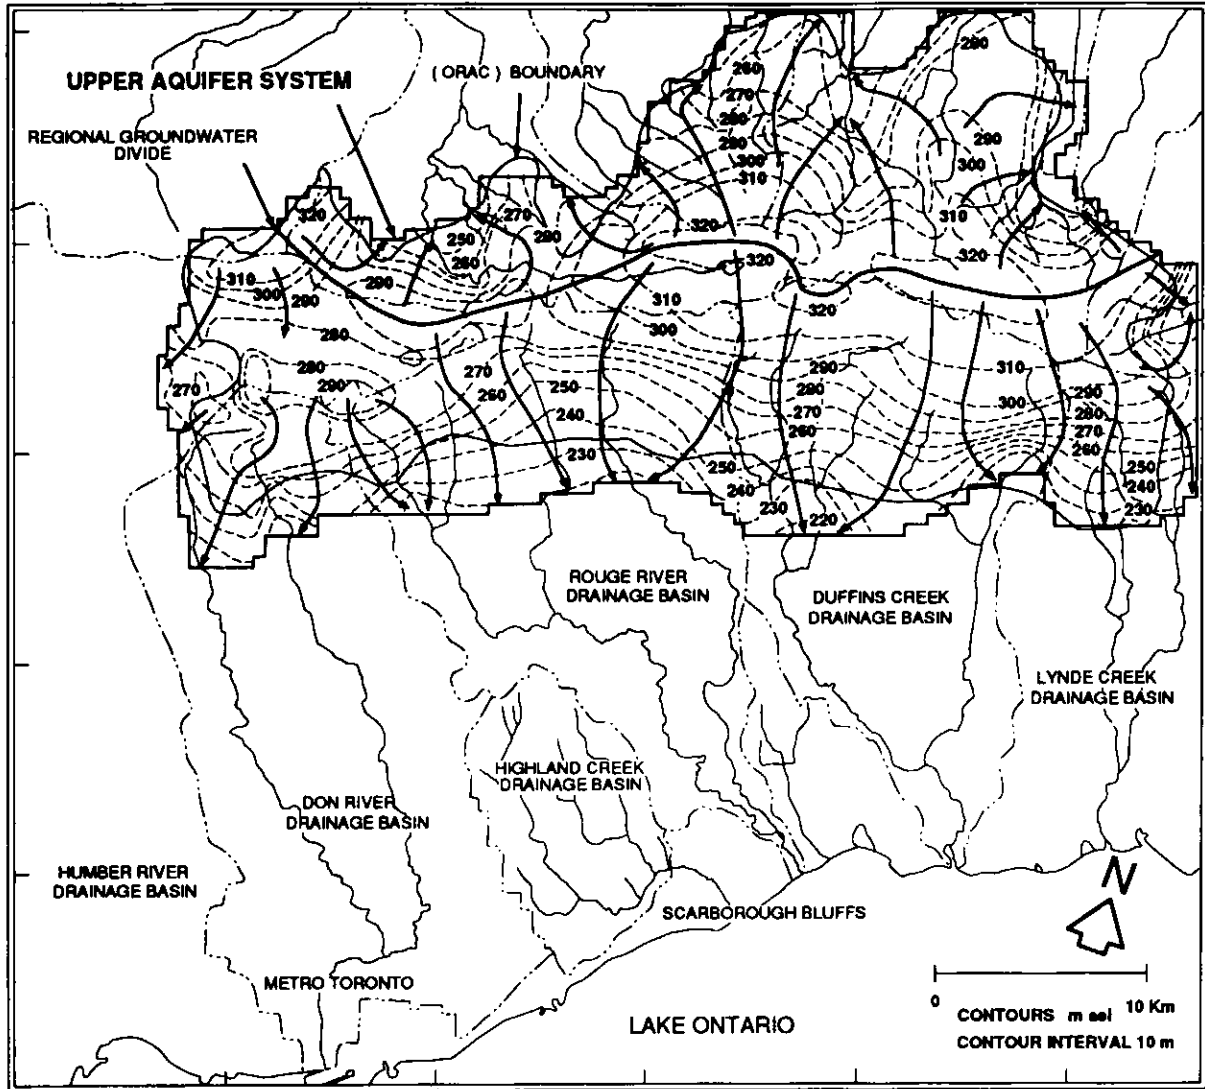 UPPER AQUIFER SYSTEM
( ORAC ) BOUNDARY
REGIONAL GROUNDWATER
DIVIDE
290
260
270
280
280
300
310
290
300
310
320
320
270
280
250
260
290
320
320
320
310
300
290
310
300
320
280
280
290
270
270
260
250
240
230
290
280
270
260
310
300
290
280
270
260
250
240
230
220
250
240
230
ROUGE RIVER
DRAINAGE BASIN
DUFFINS CREEK
DRAINAGE BASIN
LYNDE CREEK
DRAINAGE BASIN
HIGHLAND CREEK
DRAINAGE BASIN
DON RIVER
DRAINAGE BASIN
HUMBER RIVER
DRAINAGE BASIN
SCARBOROUGH BLUFFS
METRO TORONTO
LAKE ONTARIO
N
0
10 Km
CONTOURS m asl
CONTOUR INTERVAL 10 m